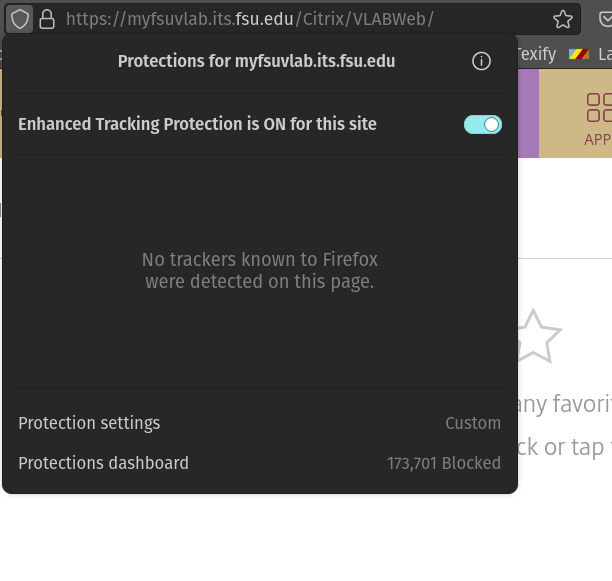 https://myfsuvlab.its.fsu.edu/Citrix/VLABWeb/
Texify
Protections for myfsuvlab.its.fsu.edu
Enhanced Tracking Protection is ON for this site
APP
No trackers known to Firefox
were detected on this page.
any favorit
Protection settings Custom
ck or tap
Protections dashboard 173,701 Blocked